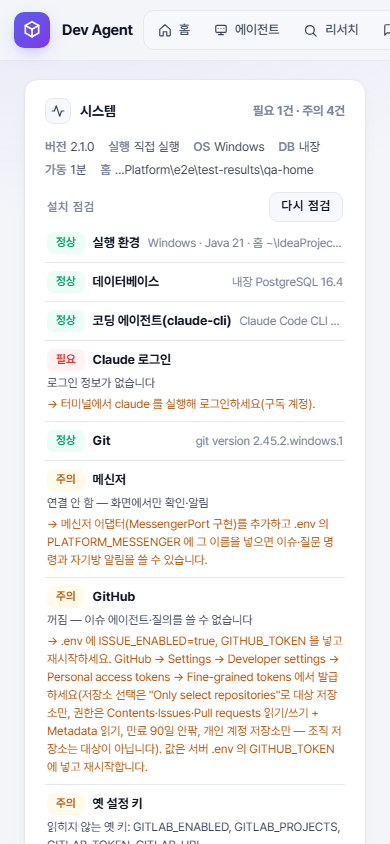 Dev Agent 홈 에이전트 리서치
시스템 필요 1건 · 주의 4건
버전 2.1.0 실행 직접 실행 OS Windows DB 내장
가동 1분 홈 ...Platform\e2e\test-results\qa-home
설치 점검 다시 점검
정상 실행 환경 Windows · Java 21 · 홈 ~\IdeaProjec...
정상 데이터베이스 내장 PostgreSQL 16.4
정상 코딩 에이전트(claude-cli) Claude Code CLI ...
필요 Claude 로그인
로그인 정보가 없습니다
→ 터미널에서 claude 를 실행해 로그인하세요(구독 계정).
정상 Git git version 2.45.2.windows.1
주의 메신저
연결 안 함 — 화면에서만 확인·알림
→ 메신저 어댑터(MessengerPort 구현)를 추가하고 .env 의
PLATFORM_MESSENGER 에 그 이름을 넣으면 이슈·질문 명
령과 자기방 알림을 쓸 수 있습니다.
주의 GitHub
꺼짐 — 이슈 에이전트·질의를 쓸 수 없습니다
→ .env 에 ISSUE_ENABLED=true, GITHUB_TOKEN 을 넣고
재시작하세요. GitHub → Settings → Developer settings →
Personal access tokens → Fine-grained tokens 에서 발급
하세요(저장소 선택은 "Only select repositories"로 대상 저장
소만, 권한은 Contents·Issues·Pull requests 읽기/쓰기 +
Metadata 읽기, 만료 90일 안팎, 개인 계정 저장소만 — 조직 저
장소는 대상이 아닙니다). 값은 서버 .env 의 GITHUB_TOKEN
에 넣고 재시작합니다.
주의 옛 설정 키
읽히지 않는 옛 키: GITLAB_ENABLED, GITLAB_PROJECTS,
GITLAB_TOKEN, GITLAB_URL